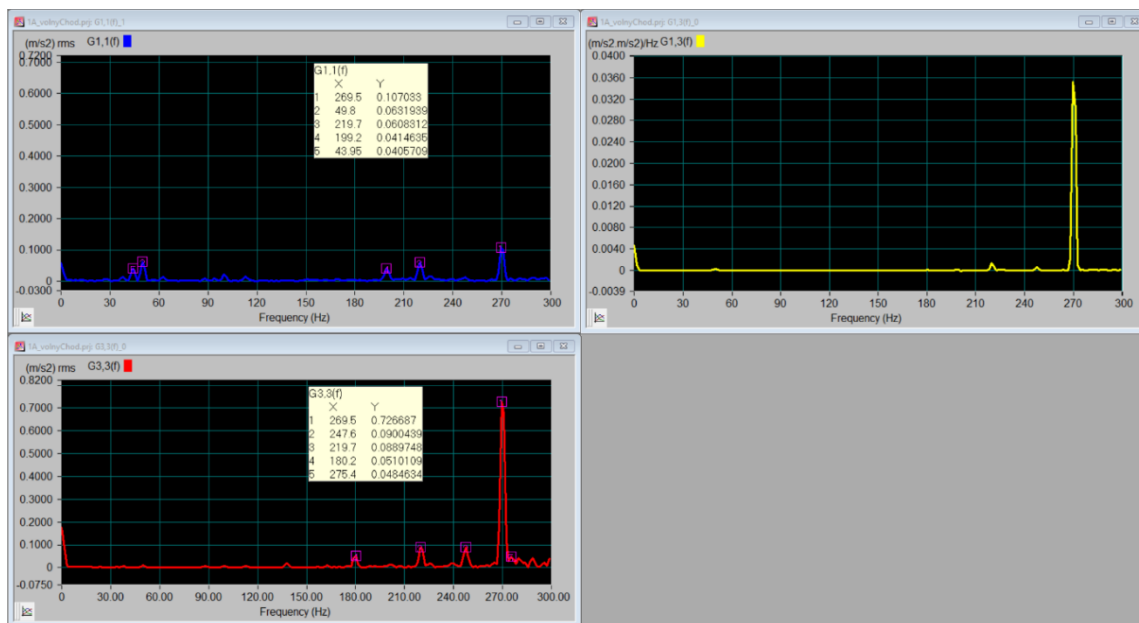 1A_volnyChod.prj: G1,1(f)_1
(m/s2) rms G1,1(f)
0.7200
0.7000
0.6000
0.5000
0.4000
0.3000
0.2000
0.1000
0
-0.0300
G1,1(f)
X Y
1 269.5 0.107033
2 49.8 0.0631939
3 219.7 0.0608312
4 199.2 0.0414635
5 43.95 0.0405709
0 30 60 90 120 150 180 210 240 270 300
Frequency (Hz)
1A_volnyChod.prj: G1,3(f)_0
(m/s2.m/s2)/Hz G1,3(f)
0.0400
0.0360
0.0320
0.0280
0.0240
0.0200
0.0160
0.0120
0.0080
0.0040
0
-0.0039
0 30 60 90 120 150 180 210 240 270 300
Frequency (Hz)
1A_volnyChod.prj: G3,3(f)_0
(m/s2) rms G3,3(f)
0.8200
0.7000
0.6000
0.5000
0.4000
0.3000
0.2000
0.1000
0
-0.0750
G3,3(f)
X Y
1 269.5 0.726687
2 247.6 0.0900439
3 219.7 0.0889748
4 180.2 0.0510109
5 275.4 0.0484634
0 30.00 60.00 90.00 120.00 150.00 180.00 210.00 240.00 270.00 300.00
Frequency (Hz)